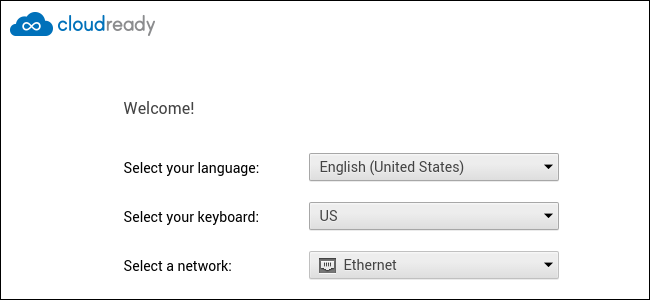 cloudready
Welcome!
Select your language: English (United States)
Select your keyboard: US
Select a network: Ethernet